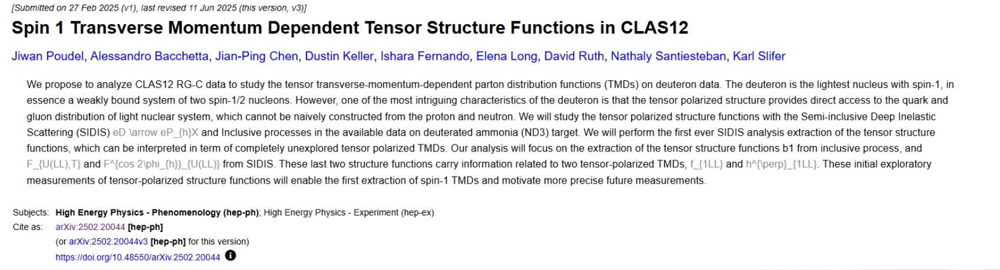 [Submitted on 27 Feb 2025 (v1), last revised 11 Jun 2025 (this version, v3)]
Spin 1 Transverse Momentum Dependent Tensor Structure Functions in CLAS12
Jiwan Poudel, Alessandro Bacchetta, Jian-Ping Chen, Dustin Keller, Ishara Fernando, Elena Long, David Ruth, Nathaly Santiesteban, Karl Slifer
We propose to analyze CLAS12 RG-C data to study the tensor transverse-momentum-dependent parton distribution functions (TMDs) on deuteron data. The deuteron is the lightest nucleus with spin-1, in
essence a weakly bound system of two spin-1/2 nucleons. However, one of the most intriguing characteristics of the deuteron is that the tensor polarized structure provides direct access to the quark and
gluon distribution of light nuclear system, which cannot be naively constructed from the proton and neutron. We will study the tensor polarized structure functions with the Semi-inclusive Deep Inelastic
Scattering (SIDIS) eD \arrow eP_{h}X and Inclusive processes in the available data on deuterated ammonia (ND3) target. We will perform the first ever SIDIS analysis extraction of the tensor structure
functions, which can be interpreted in term of completely unexplored tensor polarized TMDs. Our analysis will focus on the extraction of the tensor structure functions b1 from inclusive process, and
F_{U(LL),T} and F^{cos 2\phi_{h}}_{U(LL)} from SIDIS. These last two structure functions carry information related to two tensor-polarized TMDs, f_{1LL} and h^{\perp}_{1LL}. These initial exploratory
measurements of tensor-polarized structure functions will enable the first extraction of spin-1 TMDs and motivate more precise future measurements.
Subjects: High Energy Physics - Phenomenology (hep-ph); High Energy Physics - Experiment (hep-ex)
Cite as: arXiv:2502.20044 [hep-ph]
(or arXiv:2502.20044v3 [hep-ph] for this version)
https://doi.org/10.48550/arXiv.2502.20044